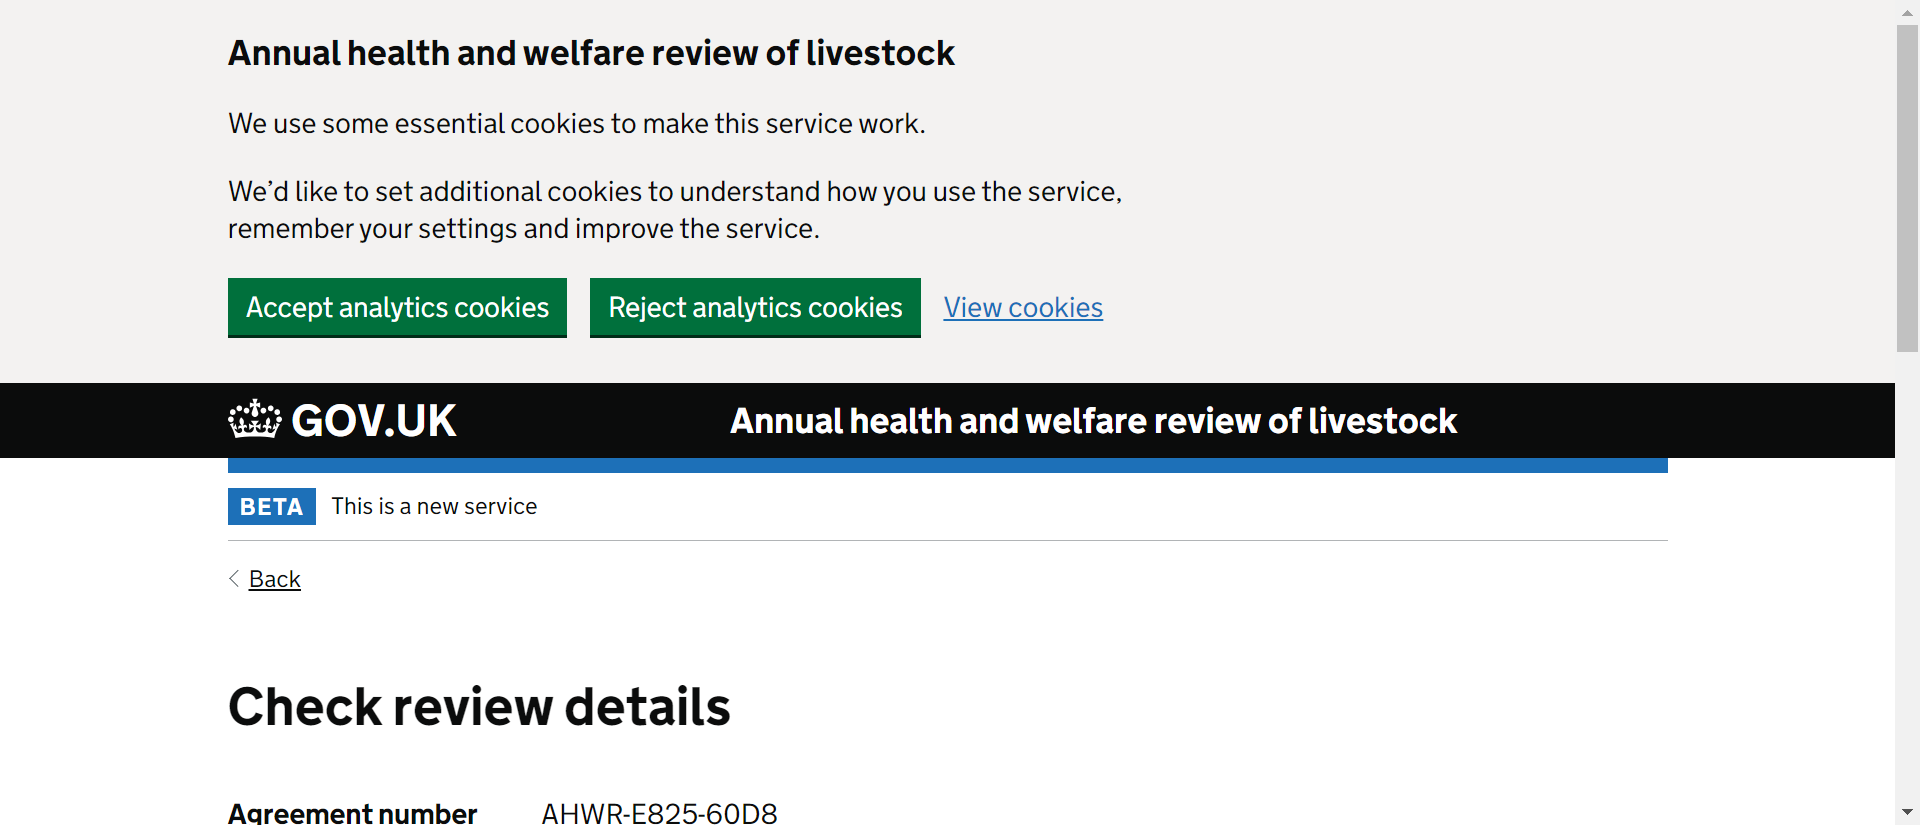 Annual health and welfare review of livestock
We use some essential cookies to make this service work.
We’d like to set additional cookies to understand how you use the service,
remember your settings and improve the service.
Accept analytics cookies Reject analytics cookies View cookies
GOV.UK Annual health and welfare review of livestock
BETA This is a new service
Back
Check review details
Agreement number AHWR-E825-60D8